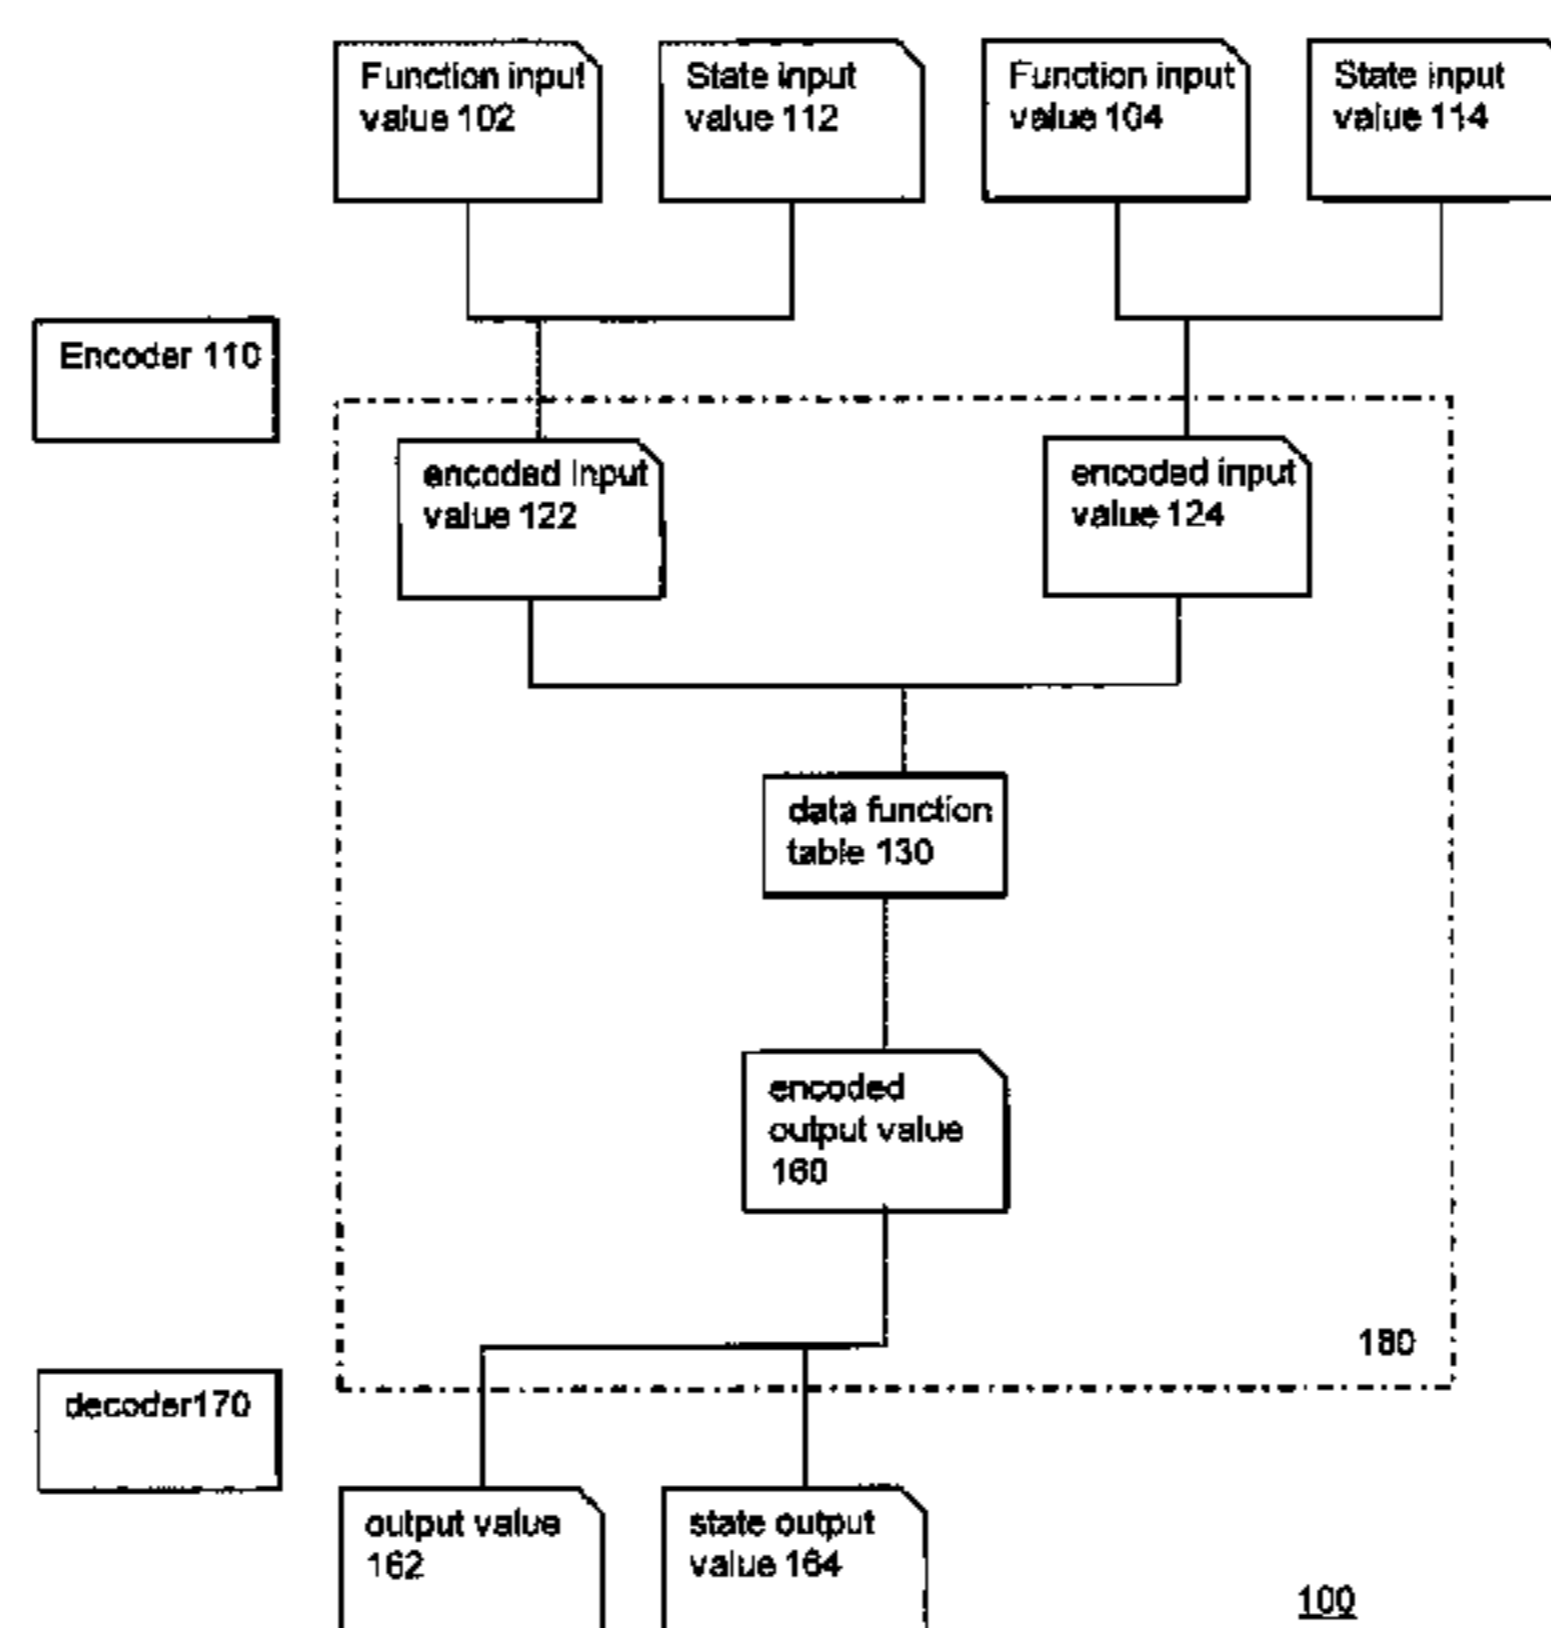 Function input
value 102
State input
value 112
Function input
value 104
State input
value 114
Encoder 110
encoded input
value 122
encoded input
value 124
data function
table 130
encoded
output value
160
180
decoder170
output value
162
state output
value 164
100